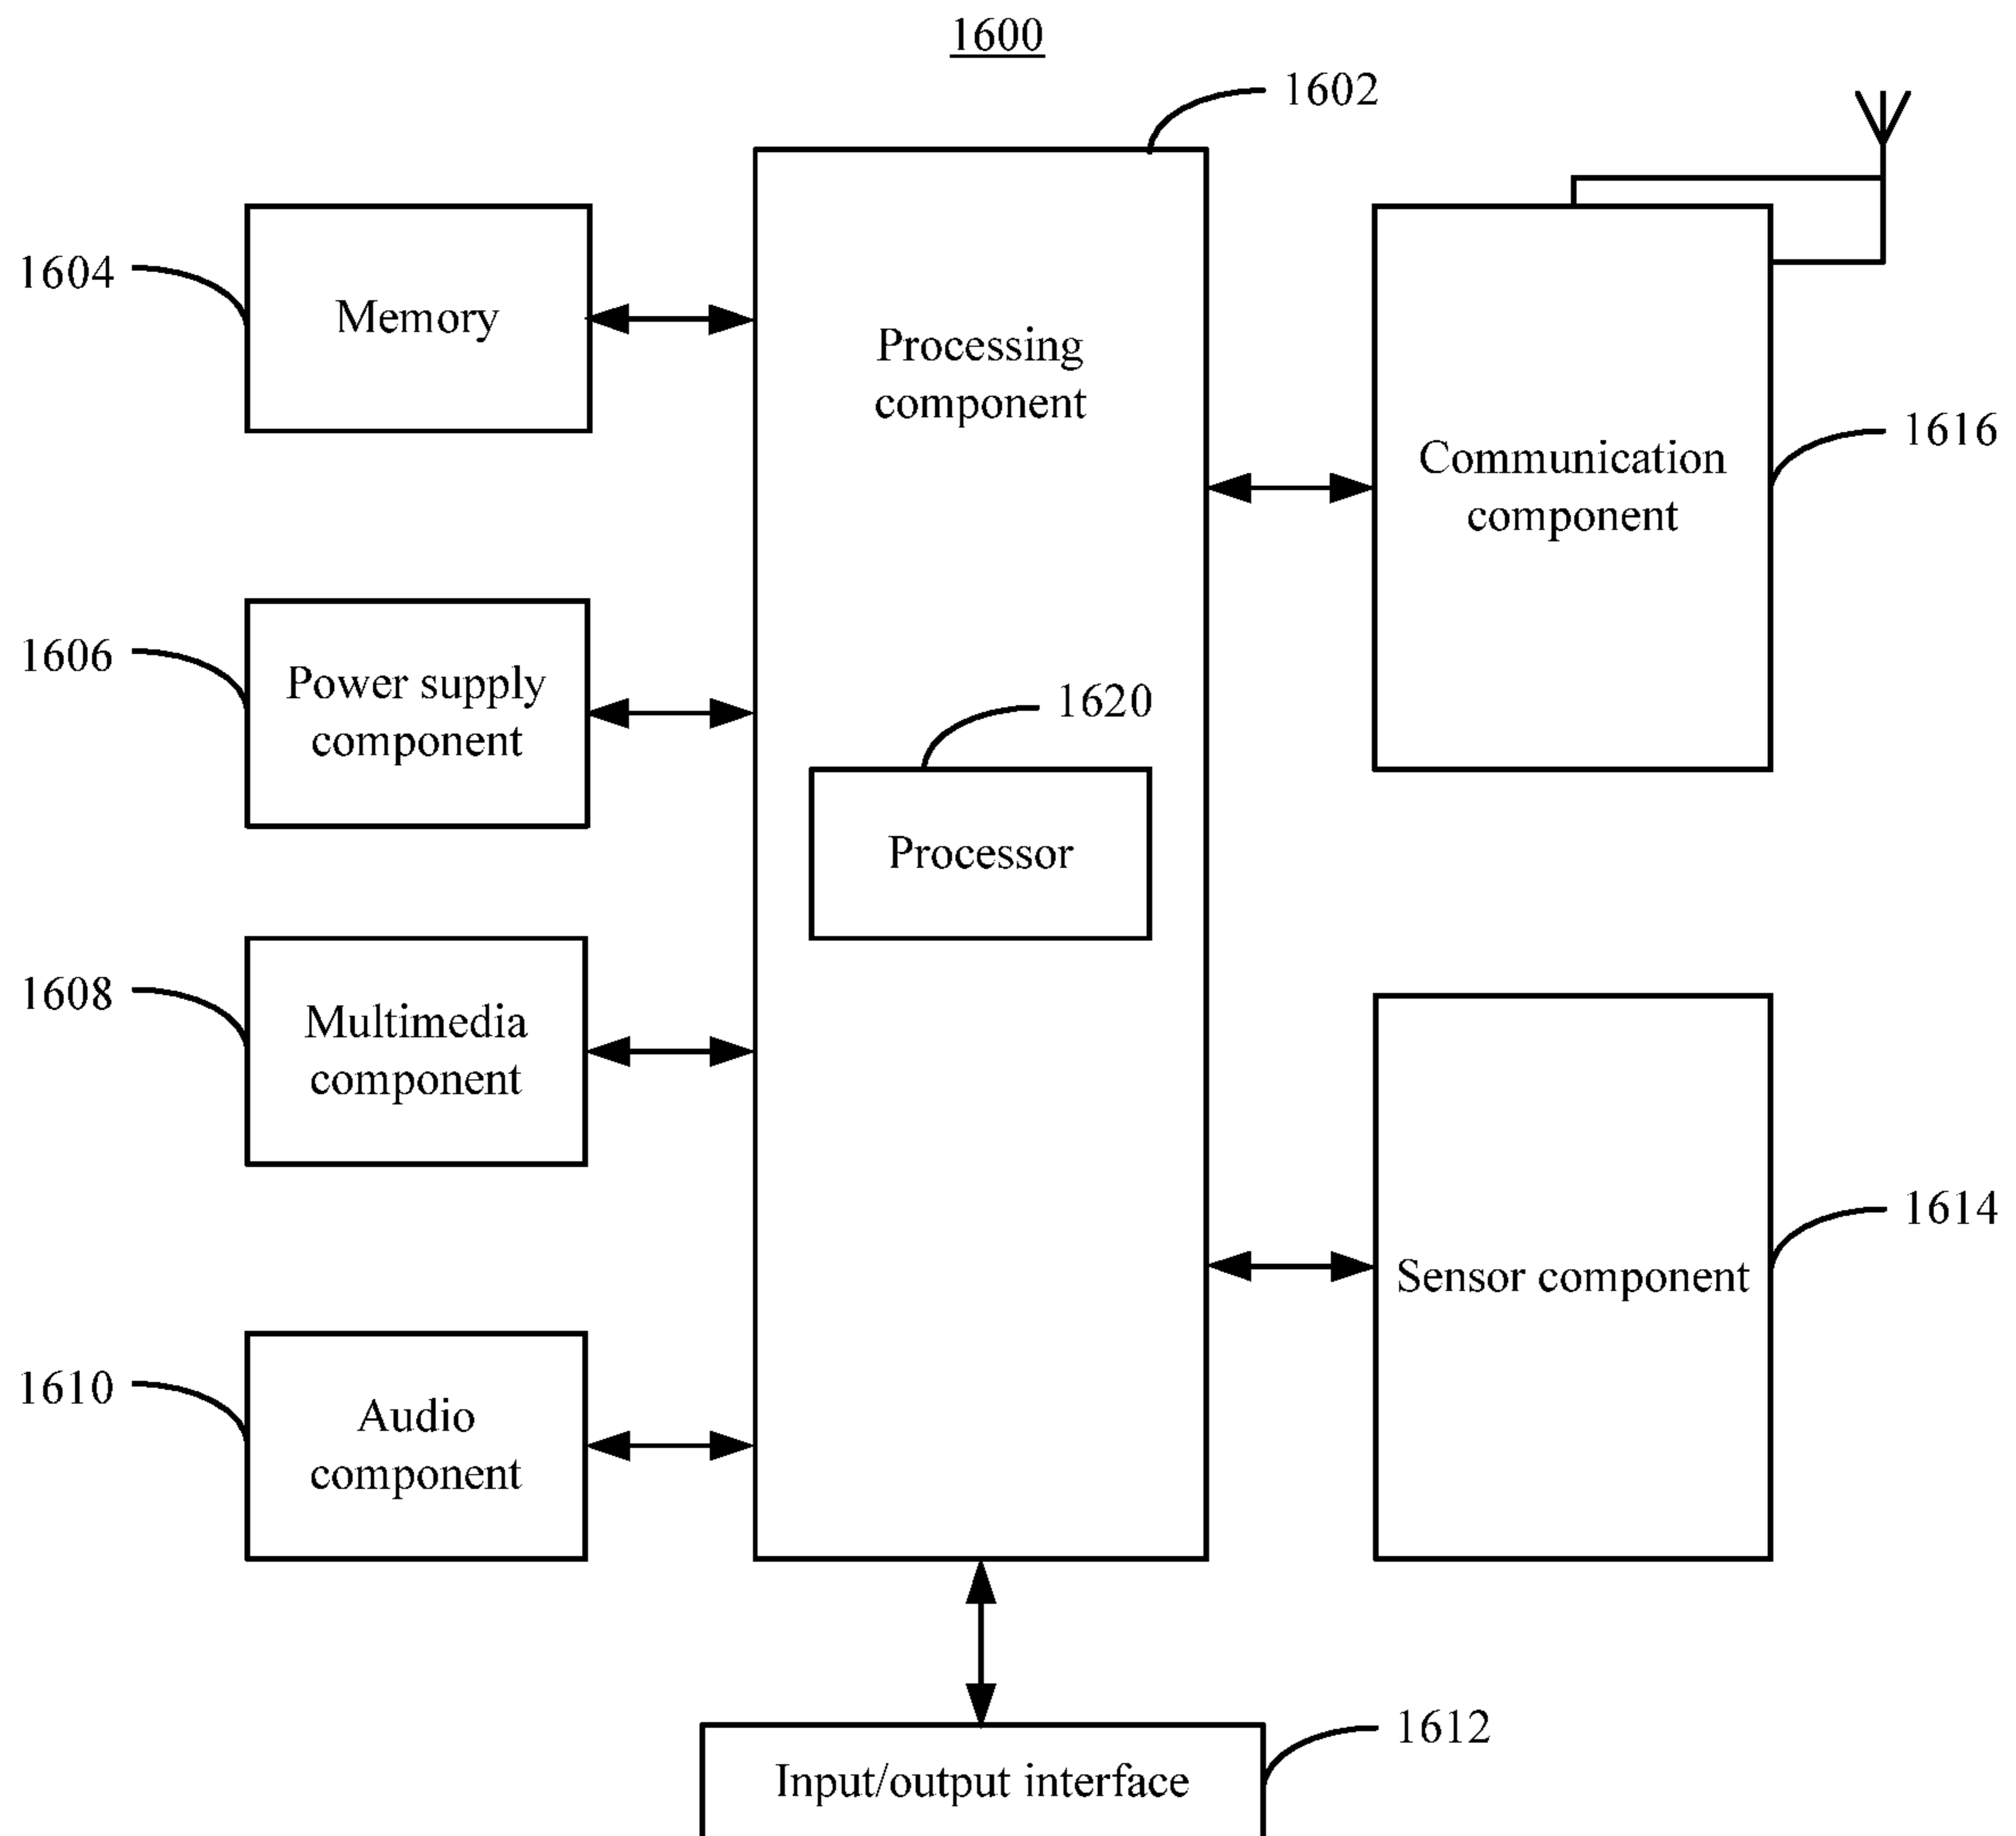 1600
1602
1604
Memory
Processing
component
Communication
component
1616
1606
Power supply
component
1620
Processor
1608
Multimedia
component
1614
Sensor component
1610
Audio
component
1612
Input/output interface